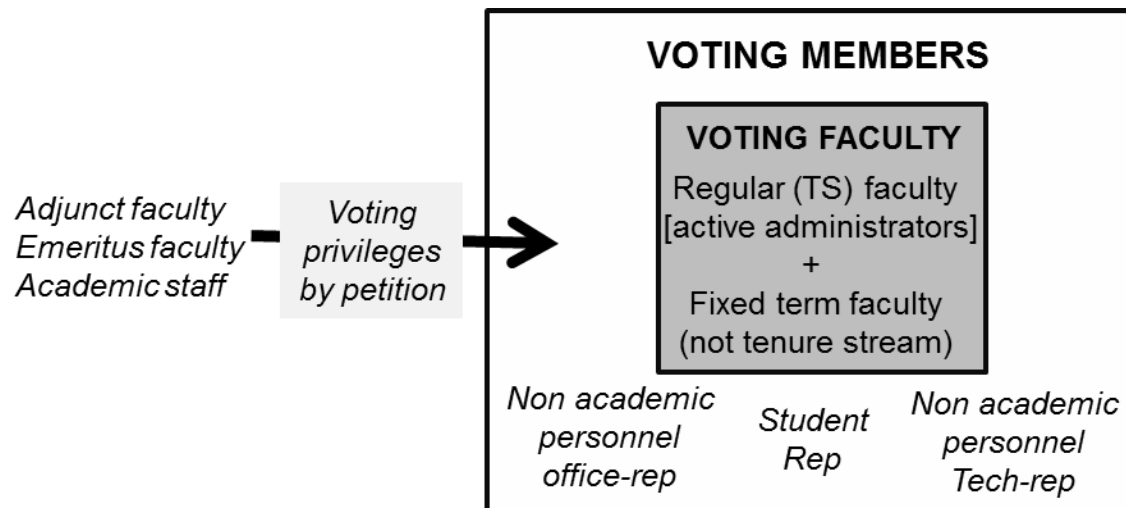 VOTING MEMBERS
VOTING FACULTY
Regular (TS) faculty
[active administrators]
+
Fixed term faculty
(not tenure stream)
Adjunct faculty
Emeritus faculty
Academic staff
Voting
privileges
by petition
Non academic
personnel
office-rep
Student
Rep
Non academic
personnel
Tech-rep